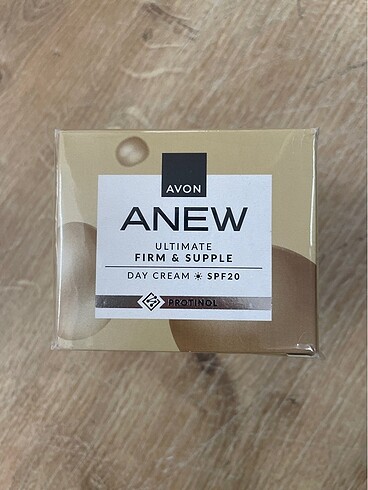 AVON
ANEW
ULTIMATE
FIRM & SUPPLE
DAY CREAM ☀ SPF20
PROTINOL